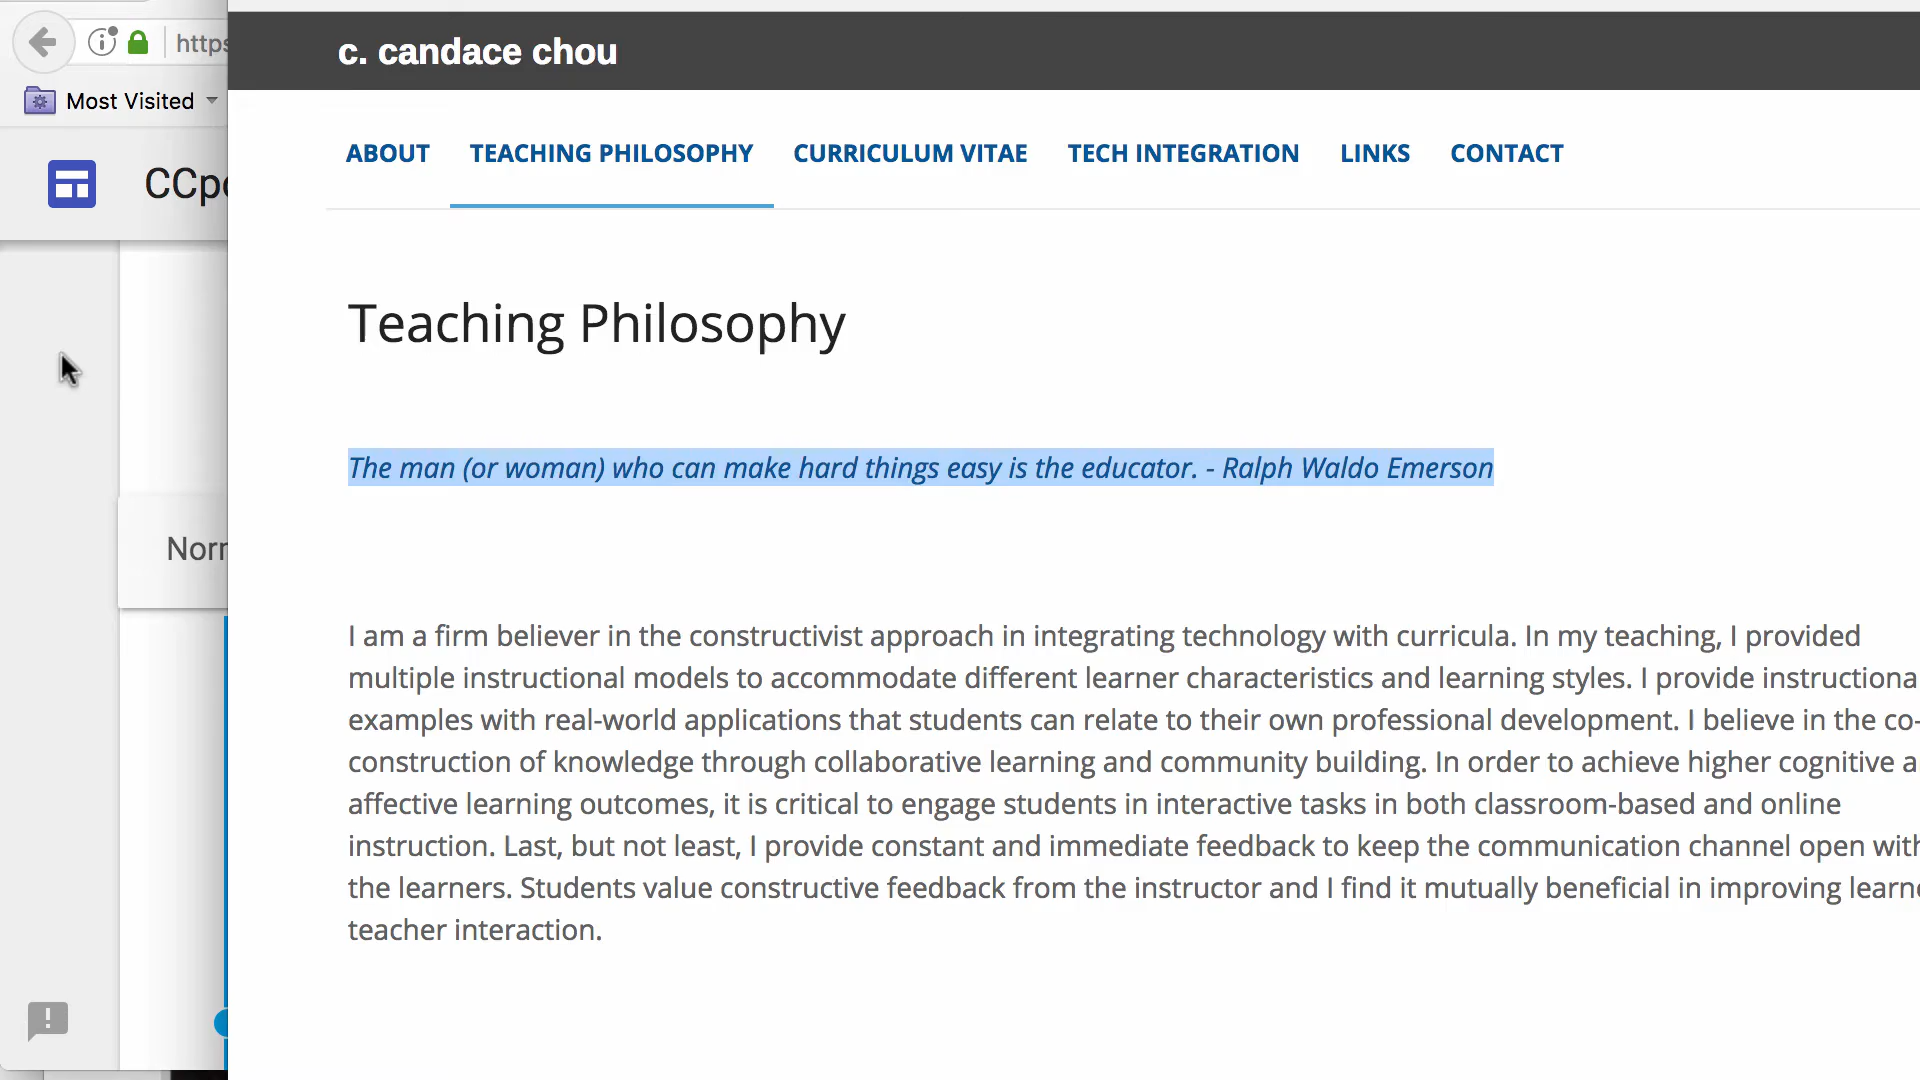 c. candace chou
https
Most Visited
ABOUT TEACHING PHILOSOPHY CURRICULUM VITAE TECH INTEGRATION LINKS CONTACT
CCpo
Teaching Philosophy
The man (or woman) who can make hard things easy is the educator. - Ralph Waldo Emerson
Norr
I am a firm believer in the constructivist approach in integrating technology with curricula. In my teaching, I provided
multiple instructional models to accommodate different learner characteristics and learning styles. I provide instructiona
examples with real-world applications that students can relate to their own professional development. I believe in the co-
construction of knowledge through collaborative learning and community building. In order to achieve higher cognitive a
affective learning outcomes, it is critical to engage students in interactive tasks in both classroom-based and online
instruction. Last, but not least, I provide constant and immediate feedback to keep the communication channel open with
the learners. Students value constructive feedback from the instructor and I find it mutually beneficial in improving learne
teacher interaction.